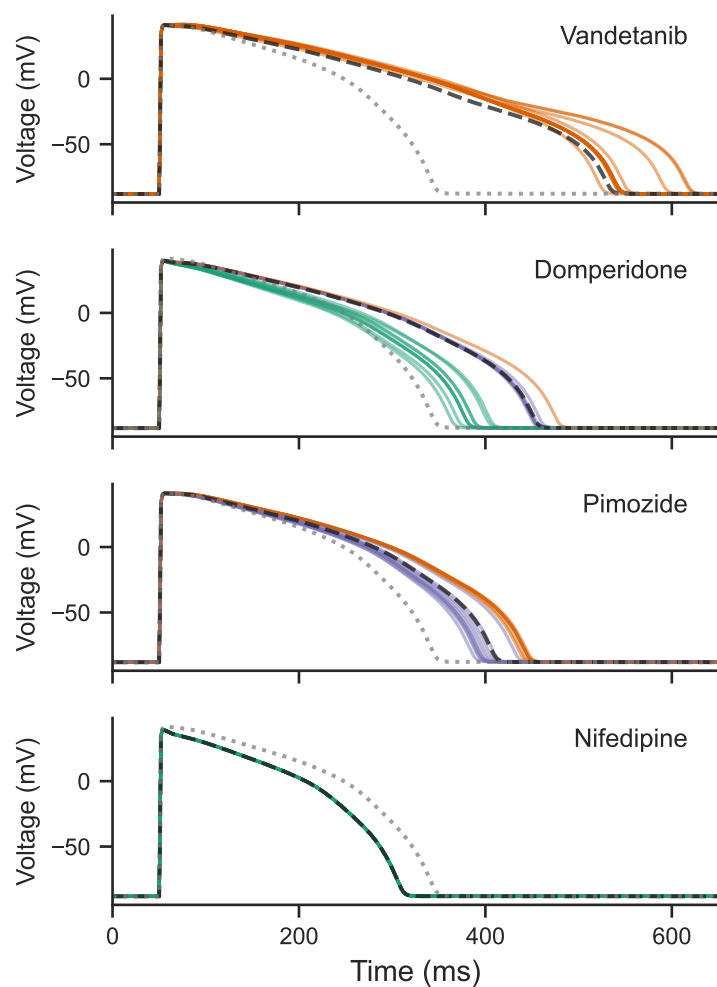 Vandetanib
Voltage (mV)
0
−50
Domperidone
Voltage (mV)
0
−50
Pimozide
Voltage (mV)
0
−50
Nifedipine
Voltage (mV)
0
−50
0 200 400 600
Time (ms)